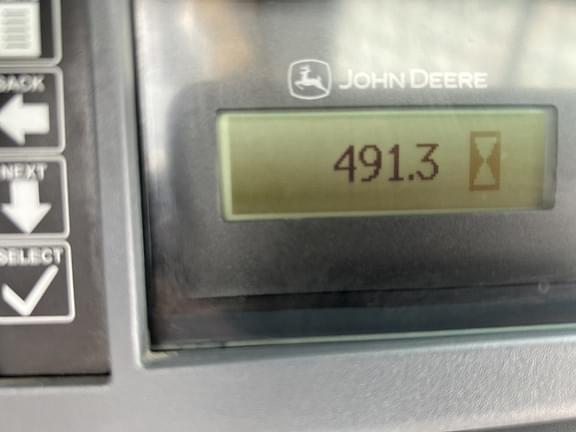 BACK
NEXT
SELECT
JOHN DEERE
491.3